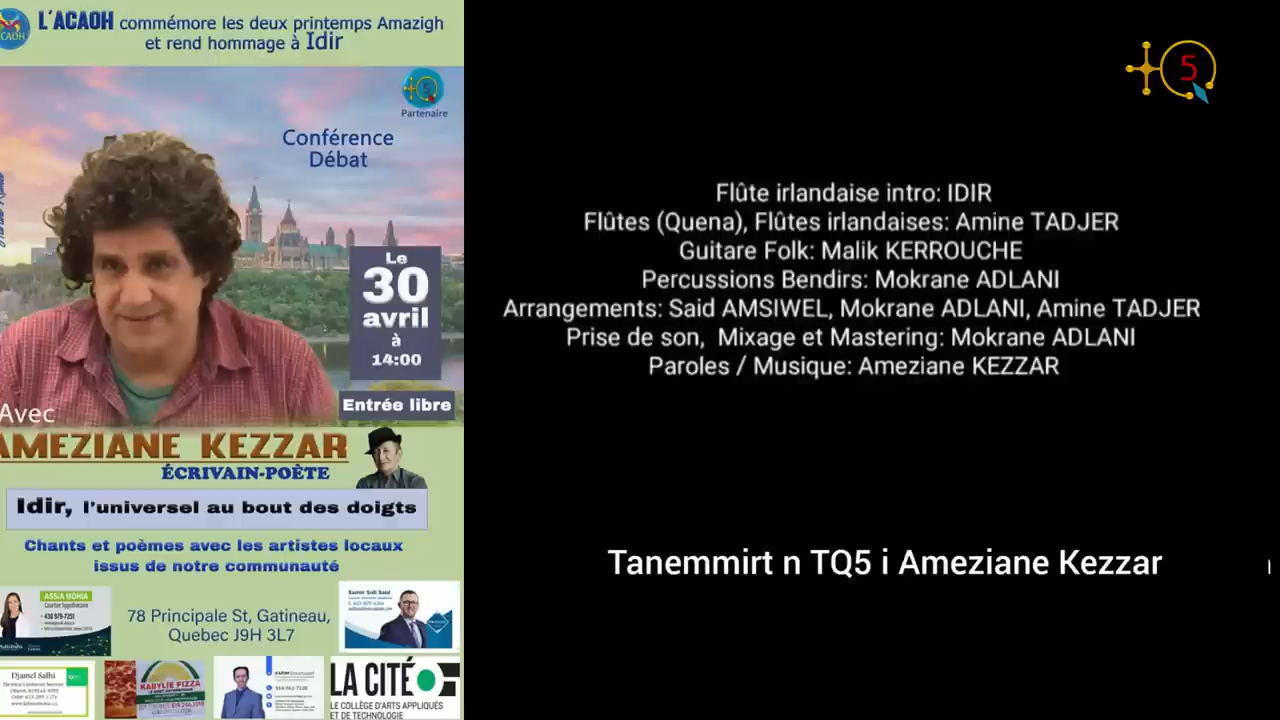 L'ACAOH commémore les deux printemps Amazigh
et rend hommage à Idir
Partenaire
Conférence
Débat
Le
30
avril
à
14:00
Entrée libre
Avec
AMEZIANE KEZZAR
ÉCRIVAIN-POÈTE
Idir, l'universel au bout des doigts
Chants et poèmes avec les artistes locaux
issus de notre communauté
ASSIA MOHIA
Courtier hypothécaire
78 Principale St, Gatineau,
Quebec J9H 3L7
Samir Sidi Said
Djamel Salhi
KABYLIE PIZZA
LA CITÉ
LE COLLÈGE D'ARTS APPLIQUÉS
ET DE TECHNOLOGIE
5
Flûte irlandaise intro: IDIR
Flûtes (Quena), Flûtes irlandaises: Amine TADJER
Guitare Folk: Malik KERROUCHE
Percussions Bendirs: Mokrane ADLANI
Arrangements: Said AMSIWEL, Mokrane ADLANI, Amine TADJER
Prise de son, Mixage et Mastering: Mokrane ADLANI
Paroles / Musique: Ameziane KEZZAR
Tanemmirt n TQ5 i Ameziane Kezzar